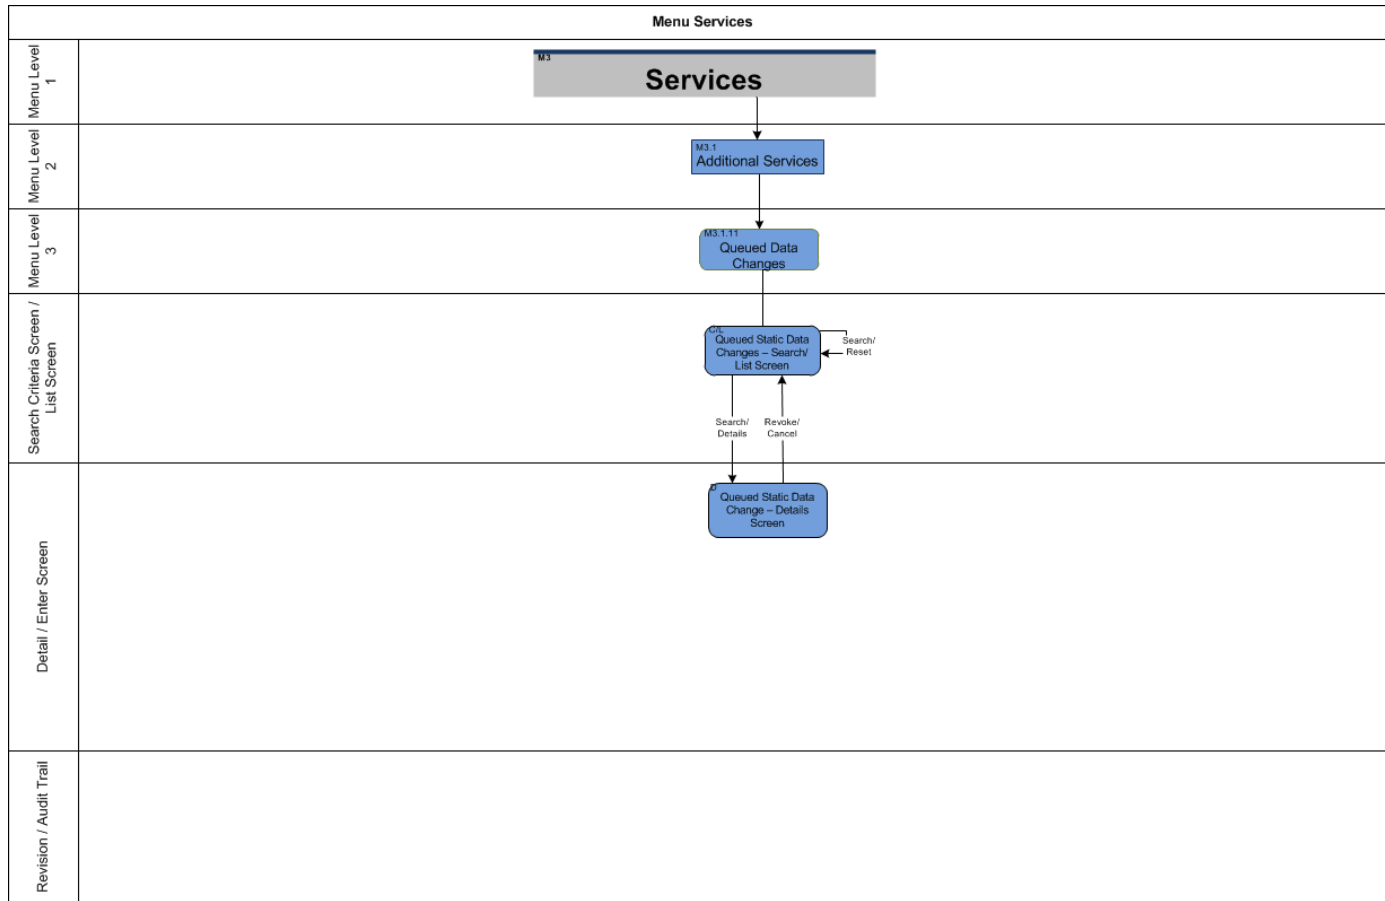 Menu Services
Menu Level
1
M3
Services
Menu Level
2
M3.1
Additional Services
Menu Level
3
M3.1.11
Queued Data
Changes
Search Criteria Screen /
List Screen
C/L
Queued Static Data
Changes – Search/
List Screen
Search/
Reset
Search/
Details
Revoke/
Cancel
Detail / Enter Screen
D
Queued Static Data
Change – Details
Screen
Revision / Audit Trail